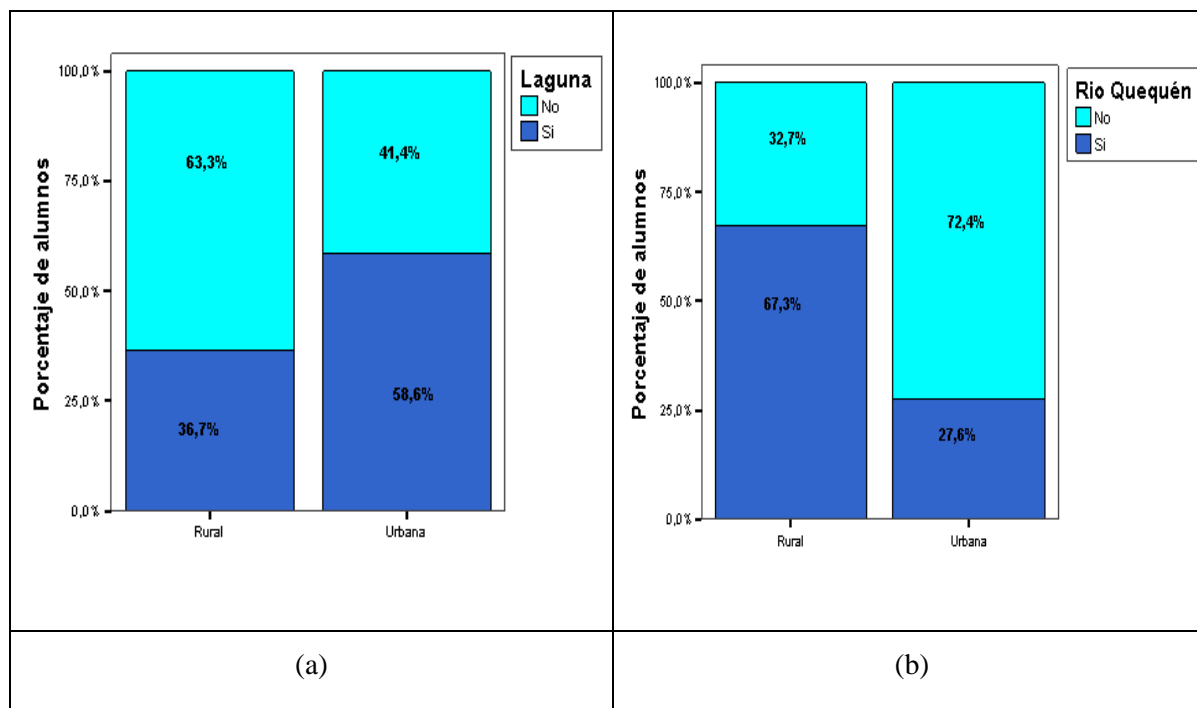 Porcentaje de alumnos
100,0%
75,0%
50,0%
25,0%
0,0%
63,3%
36,7%
41,4%
58,6%
Rural
Urbana
Laguna
No
Si
Porcentaje de alumnos
100,0%
75,0%
50,0%
25,0%
0,0%
32,7%
67,3%
72,4%
27,6%
Rural
Urbana
Rio Quequén
No
Si
(a)
(b)